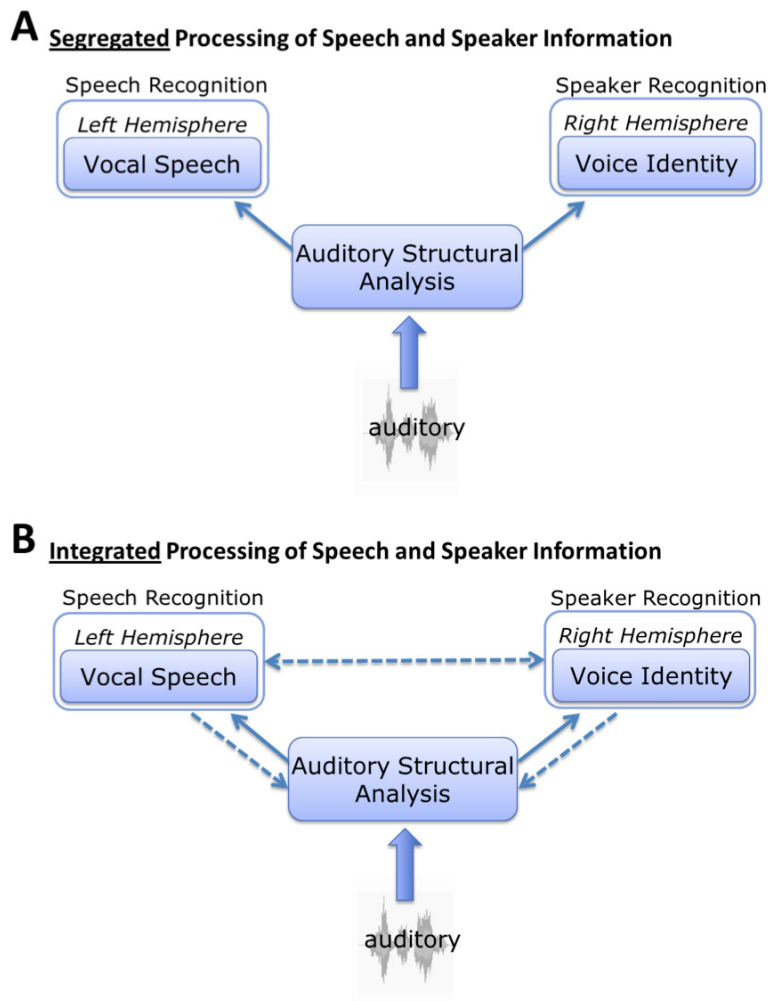 A
Segregated Processing of Speech and Speaker Information
Speech Recognition
Left Hemisphere
Vocal Speech
Speaker Recognition
Right Hemisphere
Voice Identity
Auditory Structural
Analysis
auditory
B
Integrated Processing of Speech and Speaker Information
Speech Recognition
Left Hemisphere
Vocal Speech
Speaker Recognition
Right Hemisphere
Voice Identity
Auditory Structural
Analysis
auditory